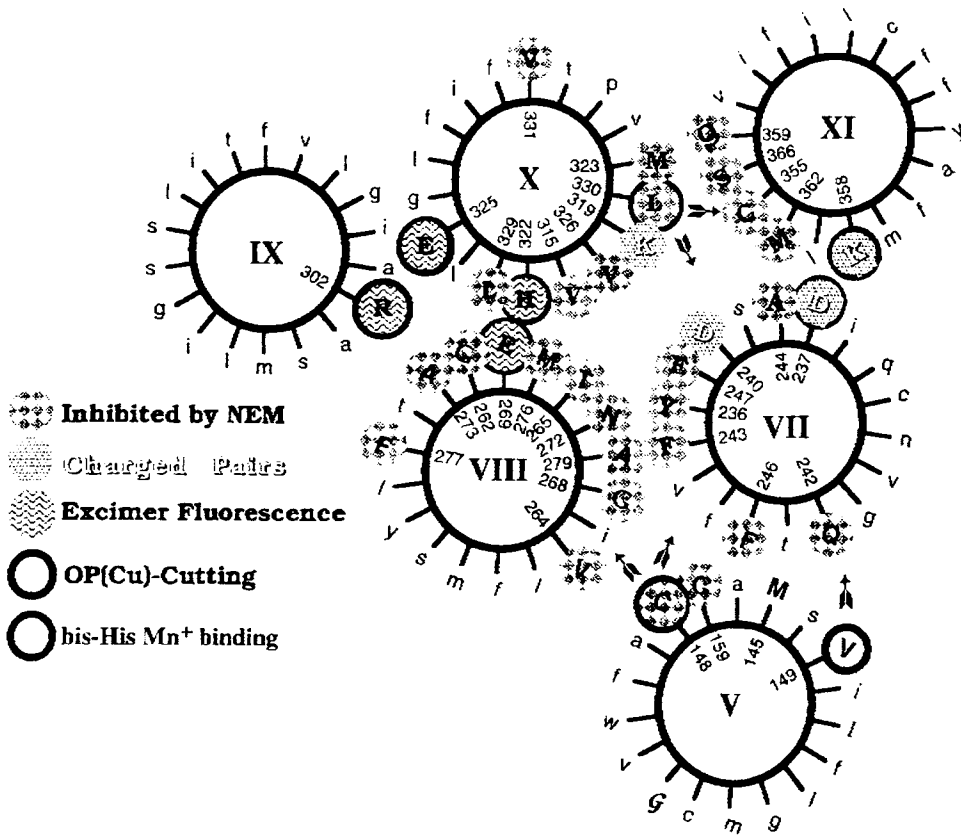 V
f
t
i
p
f
v
l
g
E
l
L
H
V
V
K
L
M
331
323
330
319
326
315
322
329
325
X
i
l
i
c
f
f
f
y
v
a
f
m
l
M
C
S
359
366
355
362
358
XI
i
t
f
v
l
g
i
a
R
a
s
m
l
i
g
s
s
l
302
IX
Inhibited by NEM
Charged Pairs
Excimer Fluorescence
OP(Cu)-Cutting
bis-His Mn+ binding
A
C
M
I
N
A
C
i
V
l
f
m
s
y
l
F
t
277
273
262
269
276
265
272
279
268
264
VIII
D
s
A
D
i
q
c
n
v
g
Q
t
F
f
v
F
Y
E
240
247
236
243
244
237
246
242
VII
C
G
a
M
s
V
i
l
f
l
g
m
c
G
v
w
f
a
148
159
145
149
V